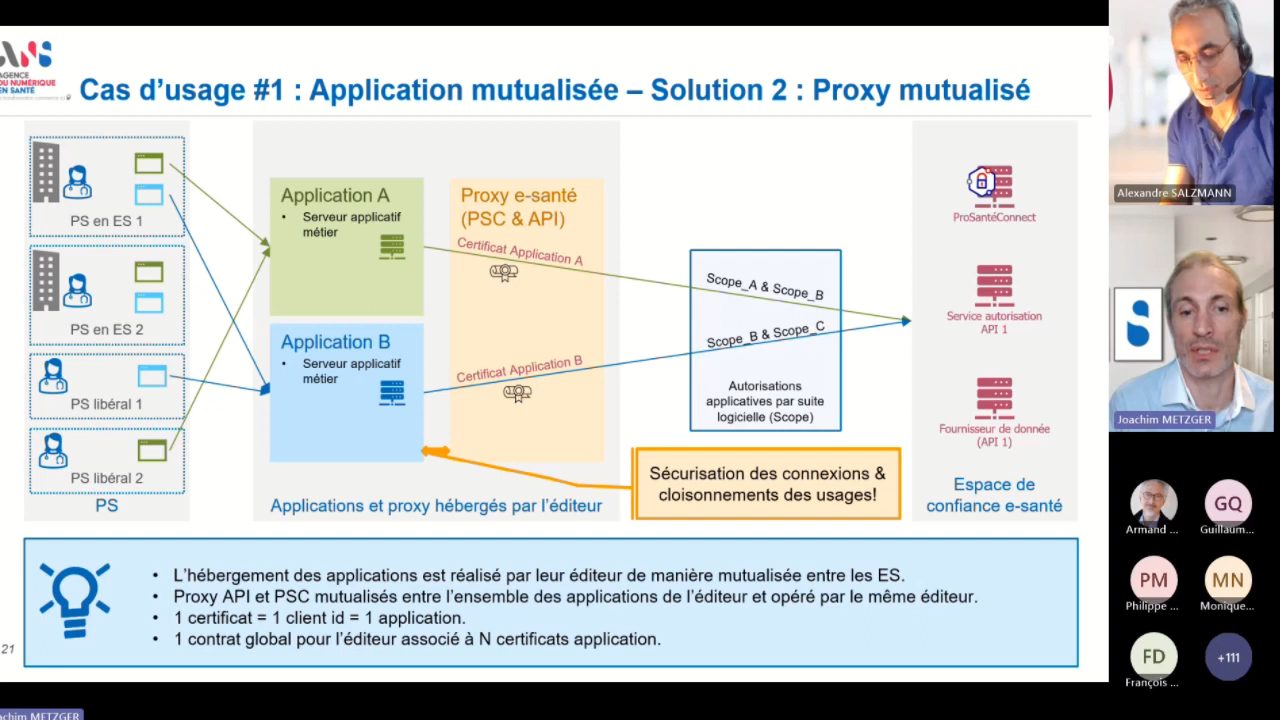 AGENCE
DU NUMÉRIQUE
EN SANTÉ
Cas d'usage #1 : Application mutualisée – Solution 2 : Proxy mutualisé
PS en ES 1
PS en ES 2
PS libéral 1
PS libéral 2
PS
Application A
• Serveur applicatif
métier
Application B
• Serveur applicatif
métier
Proxy e-santé
(PSC & API)
Certificat Application A
Certificat Application B
Applications et proxy hébergés par l'éditeur
Scope_A & Scope_B
Scope_B & Scope_C
Autorisations
applicatives par suite
logicielle (Scope)
Sécurisation des connexions &
cloisonnements des usages!
ProSantéConnect
Service autorisation
API 1
Fournisseur de donnée
(API 1)
Espace de
confiance e-santé
• L'hébergement des applications est réalisé par leur éditeur de manière mutualisée entre les ES.
• Proxy API et PSC mutualisés entre l'ensemble des applications de l'éditeur et opéré par le même éditeur.
• 1 certificat = 1 client id = 1 application.
• 1 contrat global pour l'éditeur associé à N certificats application.
21
Alexandre SALZMANN
Joachim METZGER
Armand ...
GQ
Guillaum...
PM
Philippe ...
MN
Monique...
FD
François ...
+111
achim METZGER